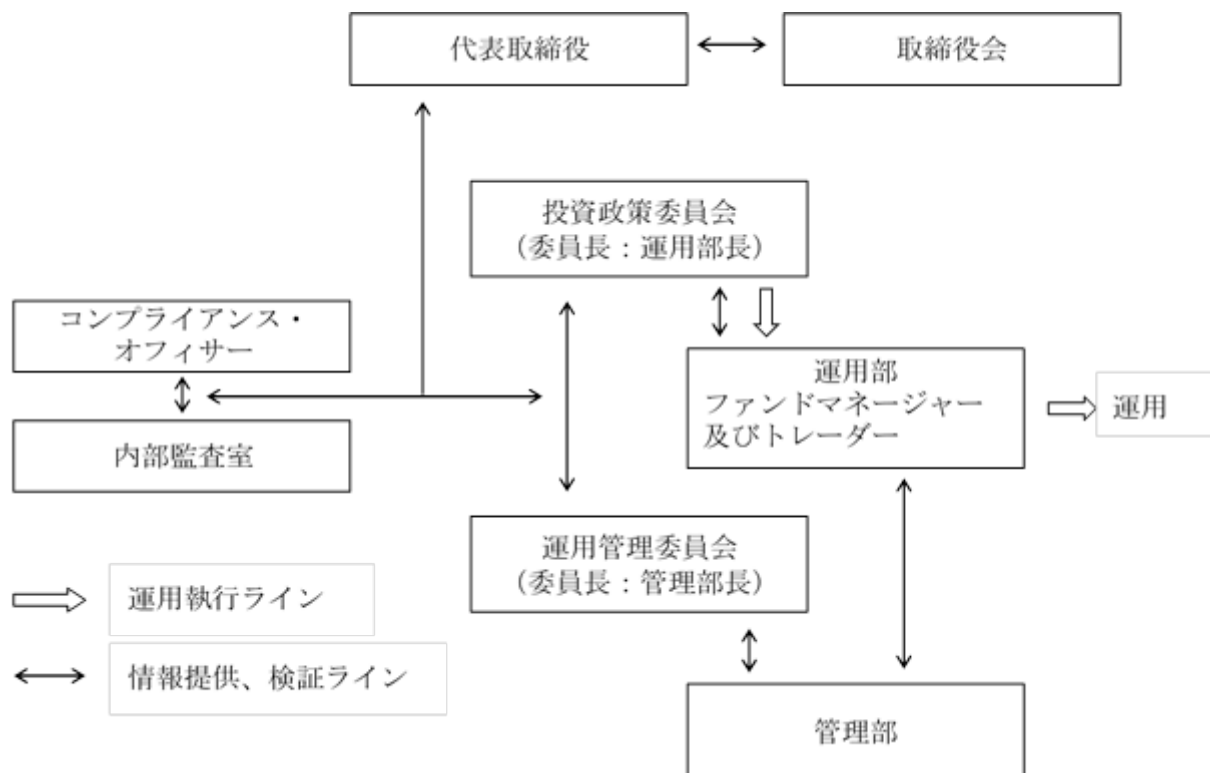 代表取締役
取締役会
投資政策委員会
（委員長：運用部長）
コンプライアンス・
オフィサー
運用部
ファンドマネージャー
及びトレーダー
運用
内部監査室
運用管理委員会
（委員長：管理部長）
運用執行ライン
情報提供、検証ライン
管理部